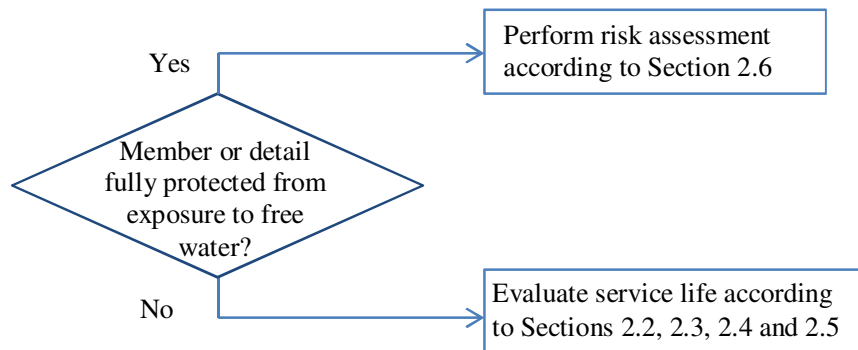 Yes
Perform risk assessment
according to Section 2.6
Member or detail
fully protected from
exposure to free
water?
No
Evaluate service life according
to Sections 2.2, 2.3, 2.4 and 2.5